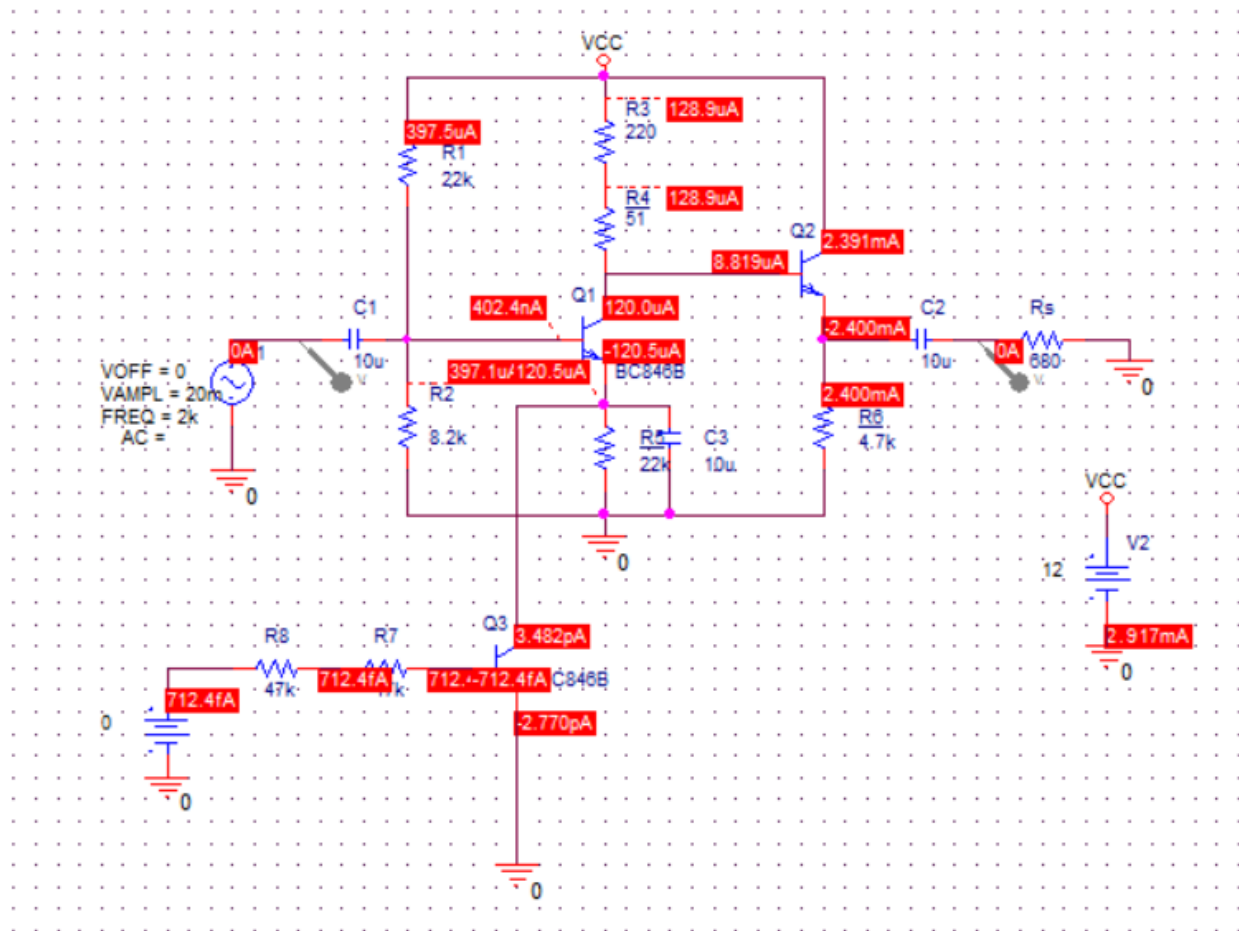 VCC
R3
128.9uA
220
397.5uA
R1
22k
R4
128.9uA
51
Q2
2.391mA
8.819uA
Q1
402.4nA
120.0uA
C1
10u
-2.400mA
C2
10u
Rs
0A
680
0
0A
1
-120.5uA
BC846B
397.1u
120.5uA
VOFF = 0
VAMPL = 20m
FREQ = 2k
AC =
R2
8.2k
2.400mA
R6
4.7k
22k
C3
10u
0
0
VCC
V2
12
2.917mA
0
Q3
3.482pA
R8
47k
R7
712.4fA
-712.4fA
C846B
712.4fA
-2.770pA
0
0
0